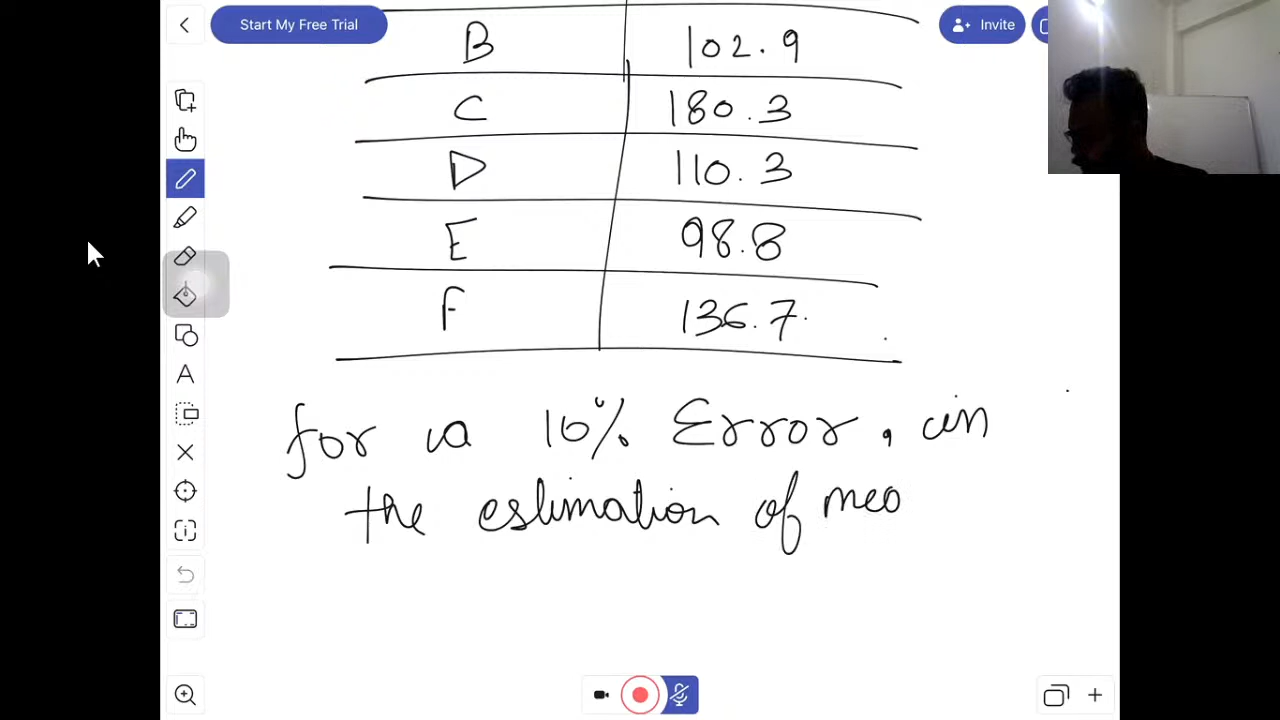 Start My Free Trial
Invite
B 102.9
C 180.3
D 110.3
E 98.8
F 136.7
for a 10% Error, in
the estimation of mea